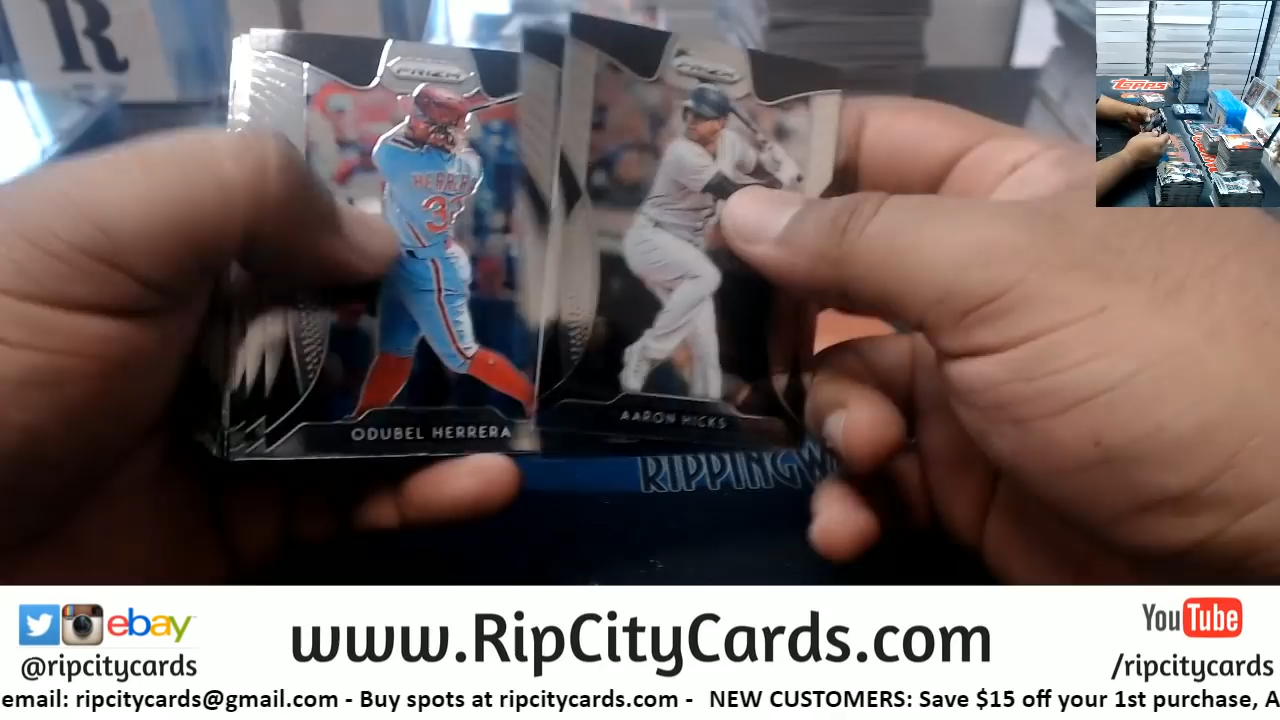 R
PRIZM
PRIZM
HERRERA
37
ODUBEL HERRERA
AARON HICKS
RIPPINGW
TOPPS
ebay
@ripcitycards
www.RipCityCards.com
YouTube
/ripcitycards
email: ripcitycards@gmail.com - Buy spots at ripcitycards.com - NEW CUSTOMERS: Save $15 off your 1st purchase, A